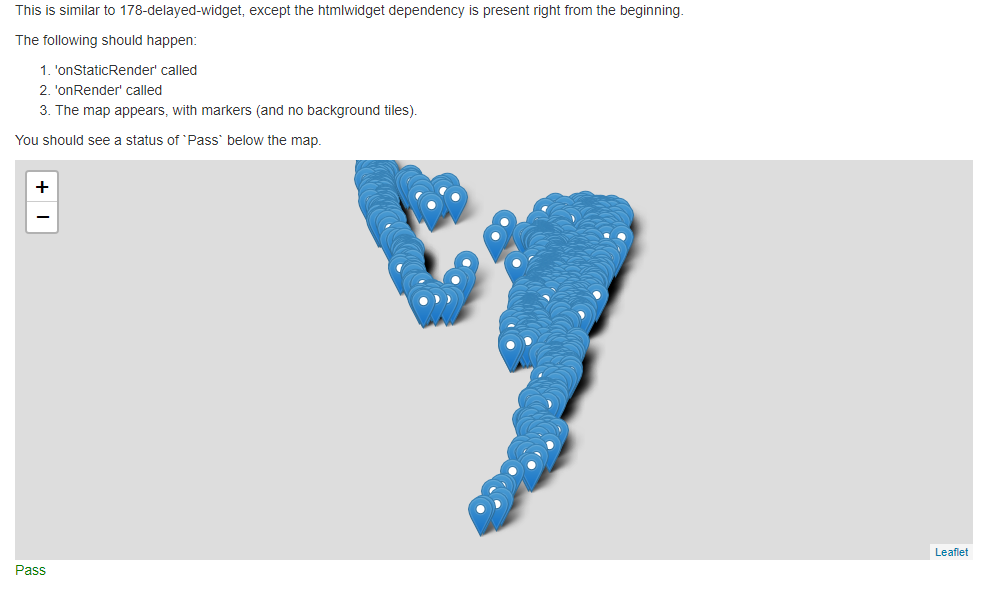 This is similar to 178-delayed-widget, except the htmlwidget dependency is present right from the beginning.
The following should happen:
1. 'onStaticRender' called
2. 'onRender' called
3. The map appears, with markers (and no background tiles).
You should see a status of `Pass` below the map.
+
−
Leaflet
Pass